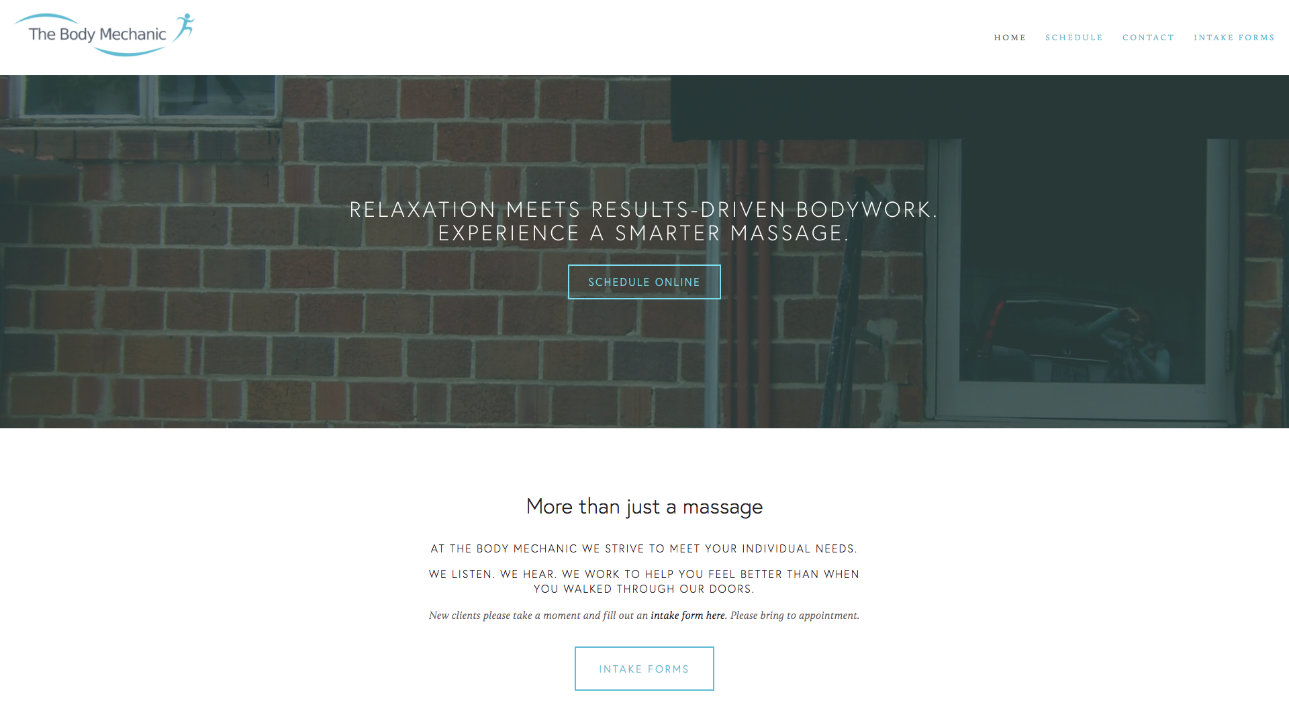 The Body Mechanic
HOME SCHEDULE CONTACT INTAKE FORMS
RELAXATION MEETS RESULTS-DRIVEN BODYWORK.
EXPERIENCE A SMARTER MASSAGE.
SCHEDULE ONLINE
More than just a massage
AT THE BODY MECHANIC WE STRIVE TO MEET YOUR INDIVIDUAL NEEDS.
WE LISTEN. WE HEAR. WE WORK TO HELP YOU FEEL BETTER THAN WHEN
YOU WALKED THROUGH OUR DOORS.
New clients please take a moment and fill out an intake form here. Please bring to appointment.
INTAKE FORMS